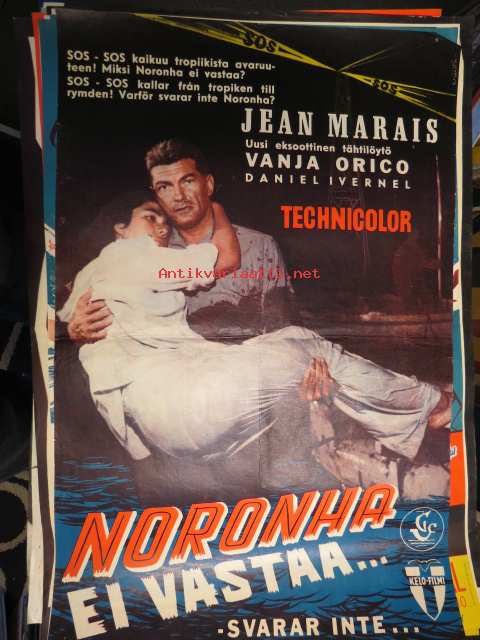 SOS
SOS
SOS - SOS kaikuu tropiikista avaruu-
teen! Miksi Noronha ei vastaa?
SOS - SOS kallar från tropiken till
rymden! Varför svarar inte Noronha?
JEAN MARAIS
Uusi eksoottinen tähtilöytö
VANJA ORICO
DANIEL IVERNEL
TECHNICOLOR
Antikvariaatti.net
NORONHA
EI VASTAA...
KELO-FILMI
-SVARAR INTE...